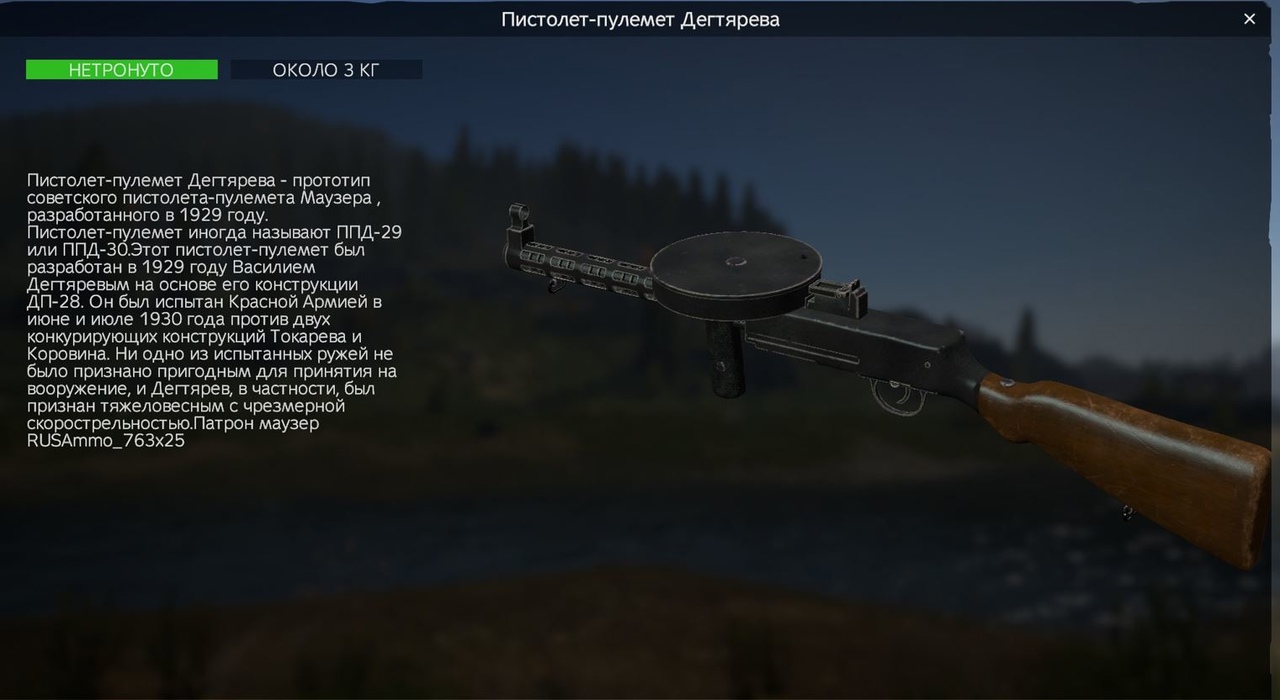 Пистолет-пулемет Дегтярева
НЕТРОНУТО
ОКОЛО 3 КГ
Пистолет-пулемет Дегтярева - прототип
советского пистолета-пулемета Маузера ,
разработанного в 1929 году.
Пистолет-пулемет иногда называют ППД-29
или ППД-30.Этот пистолет-пулемет был
разработан в 1929 году Василием
Дегтяревым на основе его конструкции
ДП-28. Он был испытан Красной Армией в
июне и июле 1930 года против двух
конкурирующих конструкций Токарева и
Коровина. Ни одно из испытанных ружей не
было признано пригодным для принятия на
вооружение, и Дегтярев, в частности, был
признан тяжеловесным с чрезмерной
скорострельностью.Патрон маузер
RUSAmmo_763x25